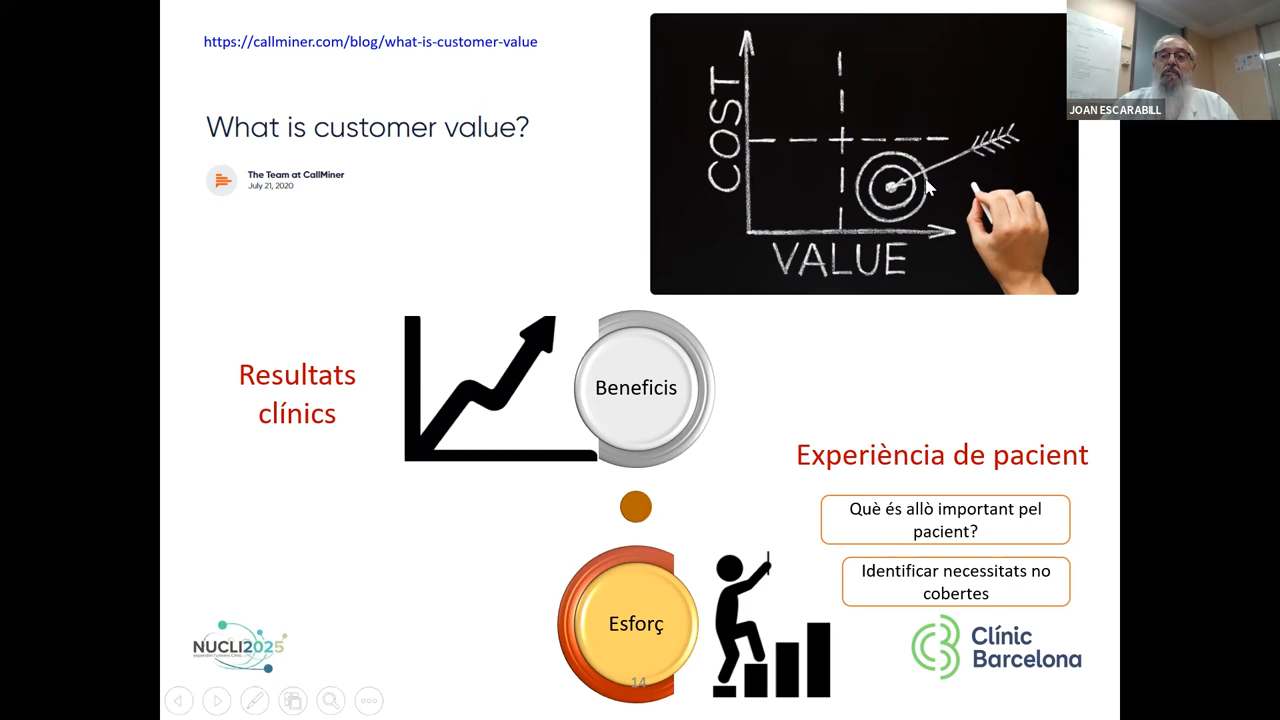 https://callminer.com/blog/what-is-customer-value
What is customer value?
The Team at CallMiner
July 21, 2020
COST
VALUE
JOAN ESCARABILL
Resultats
clínics
Beneficis
Experiència de pacient
Què és allò important pel
pacient?
Identificar necessitats no
cobertes
Esforç
14
NUCLI2025
Clínic
Barcelona